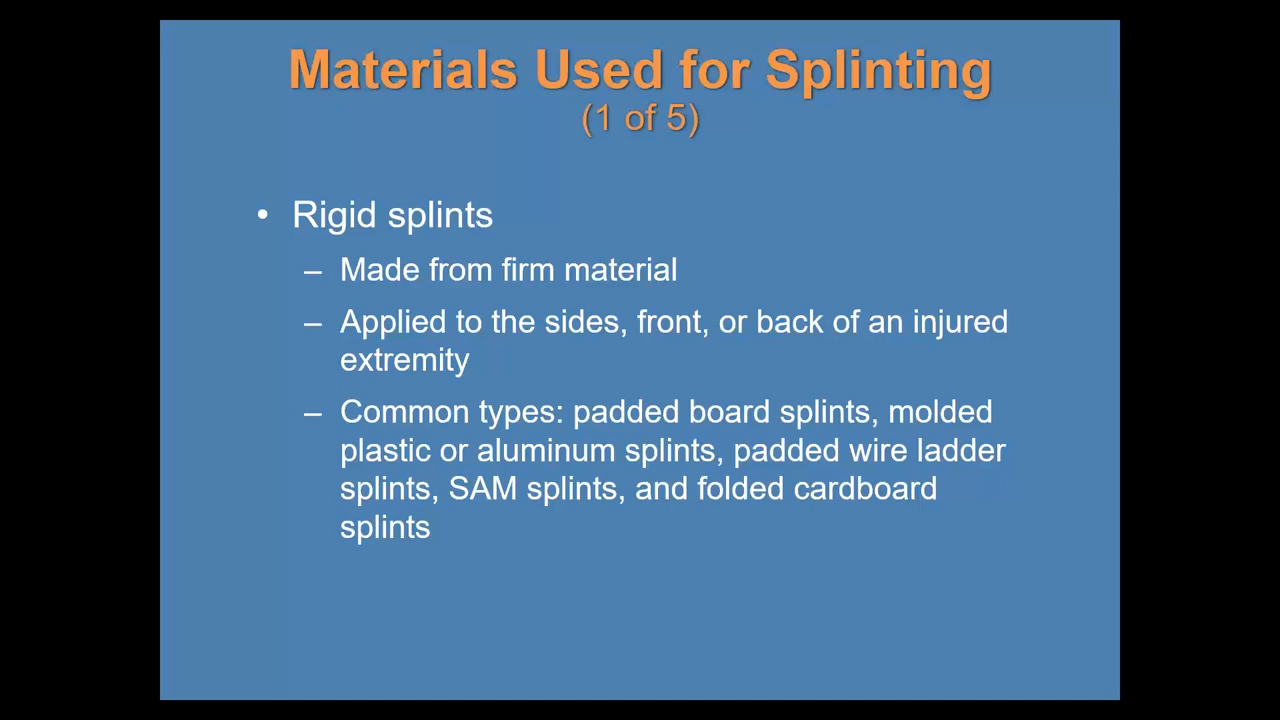 Materials Used for Splinting
(1 of 5)
• Rigid splints
– Made from firm material
– Applied to the sides, front, or back of an injured
extremity
– Common types: padded board splints, molded
plastic or aluminum splints, padded wire ladder
splints, SAM splints, and folded cardboard
splints